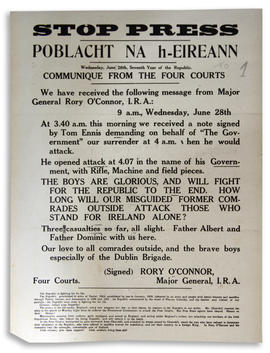 STOP PRESS
POBLACHT NA h-EIREANN
Wednesday, June 28th, Seventh Year of the Republic.
COMMUNIQUE FROM THE FOUR COURTS
1
We have received the following message from Major
General Rory O'Connor, I.R.A.:
9 a.m., Wednesday, June 28th
At 3.40 a.m. this morning we received a note signed
by Tom Ennis demanding on behalf of "The Govern-
ment" our surrender at 4 a.m. when he would
attack.
He opened attack at 4.07 in the name of his Govern-
ment, with Rifle, Machine and field pieces.
THE BOYS ARE GLORIOUS, AND WILL FIGHT
FOR THE REPUBLIC TO THE END. HOW
LONG WILL OUR MISGUIDED FORMER COM-
RADES OUTSIDE ATTACK THOSE WHO
STAND FOR IRELAND ALONE?
Three casualties so far, all slight. Father Albert and
Father Dominic with us here.
Our love to all comrades outside, and the brave boys
especially of the Dublin Brigade.
(Signed) RORY O'CONNOR,
Four Courts. Major General, I.R.A.